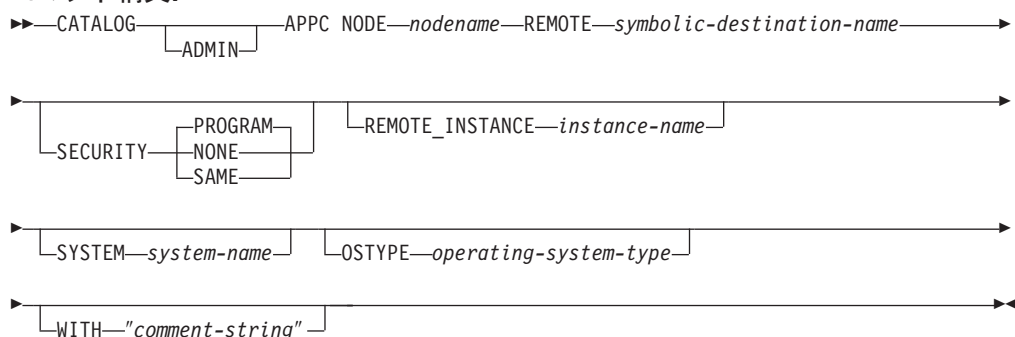 CATALOG ADMIN APPC NODE nodename REMOTE symbolic-destination-name
SECURITY PROGRAM NONE SAME REMOTE_INSTANCE instance-name
SYSTEM system-name OSTYPE operating-system-type
WITH "comment-string"